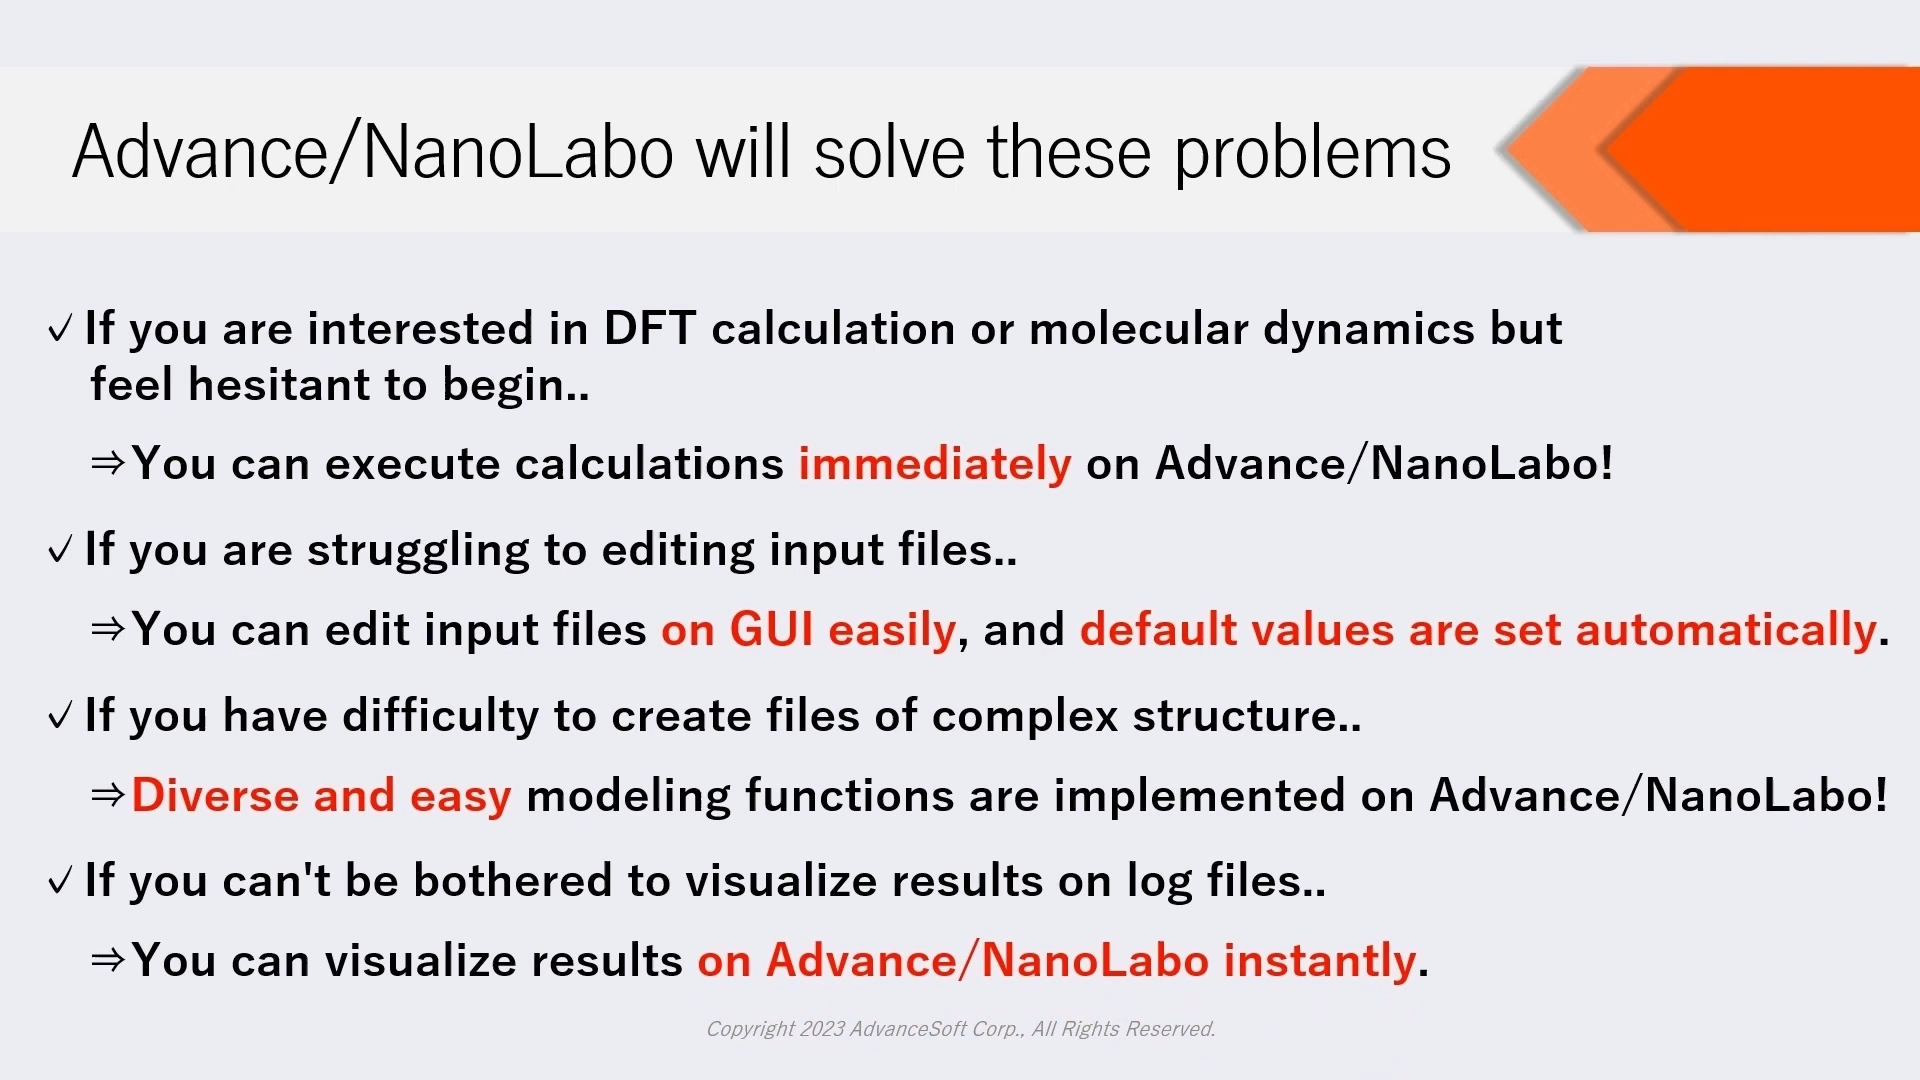 Advance/NanoLabo will solve these problems
✓ If you are interested in DFT calculation or molecular dynamics but
feel hesitant to begin..
⇒You can execute calculations immediately on Advance/NanoLabo!
✓ If you are struggling to editing input files..
⇒You can edit input files on GUI easily, and default values are set automatically.
✓ If you have difficulty to create files of complex structure..
⇒Diverse and easy modeling functions are implemented on Advance/NanoLabo!
✓ If you can't be bothered to visualize results on log files..
⇒You can visualize results on Advance/NanoLabo instantly.
Copyright 2023 AdvanceSoft Corp., All Rights Reserved.